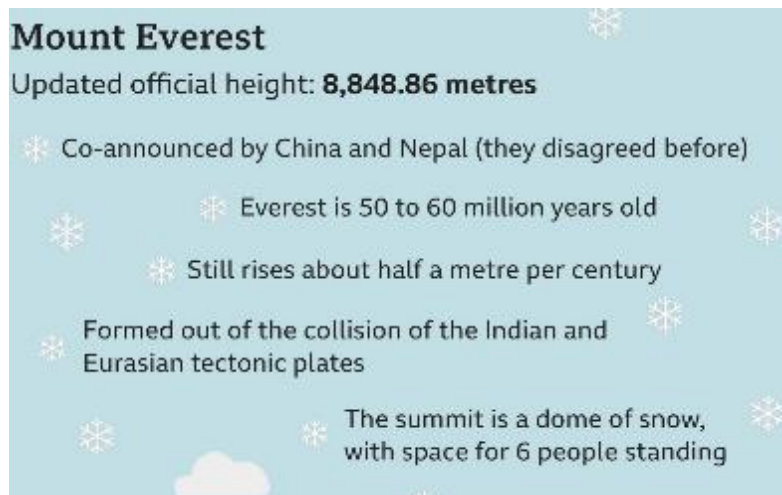 Mount Everest
Updated official height: 8,848.86 metres
Co-announced by China and Nepal (they disagreed before)
Everest is 50 to 60 million years old
Still rises about half a metre per century
Formed out of the collision of the Indian and
Eurasian tectonic plates
The summit is a dome of snow,
with space for 6 people standing